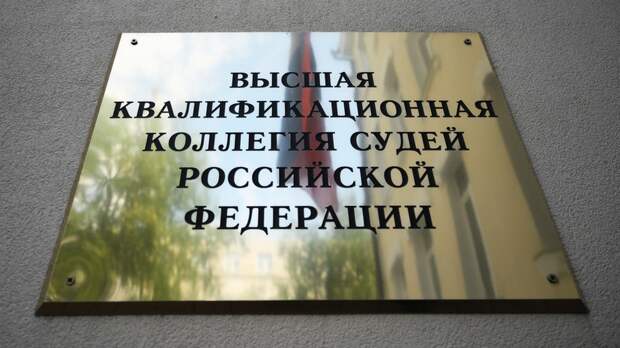 ВЫСШАЯ
КВАЛИФИКАЦИОННАЯ
КОЛЛЕГИЯ СУДЕЙ
РОССИЙСКОЙ
ФЕДЕРАЦИИ